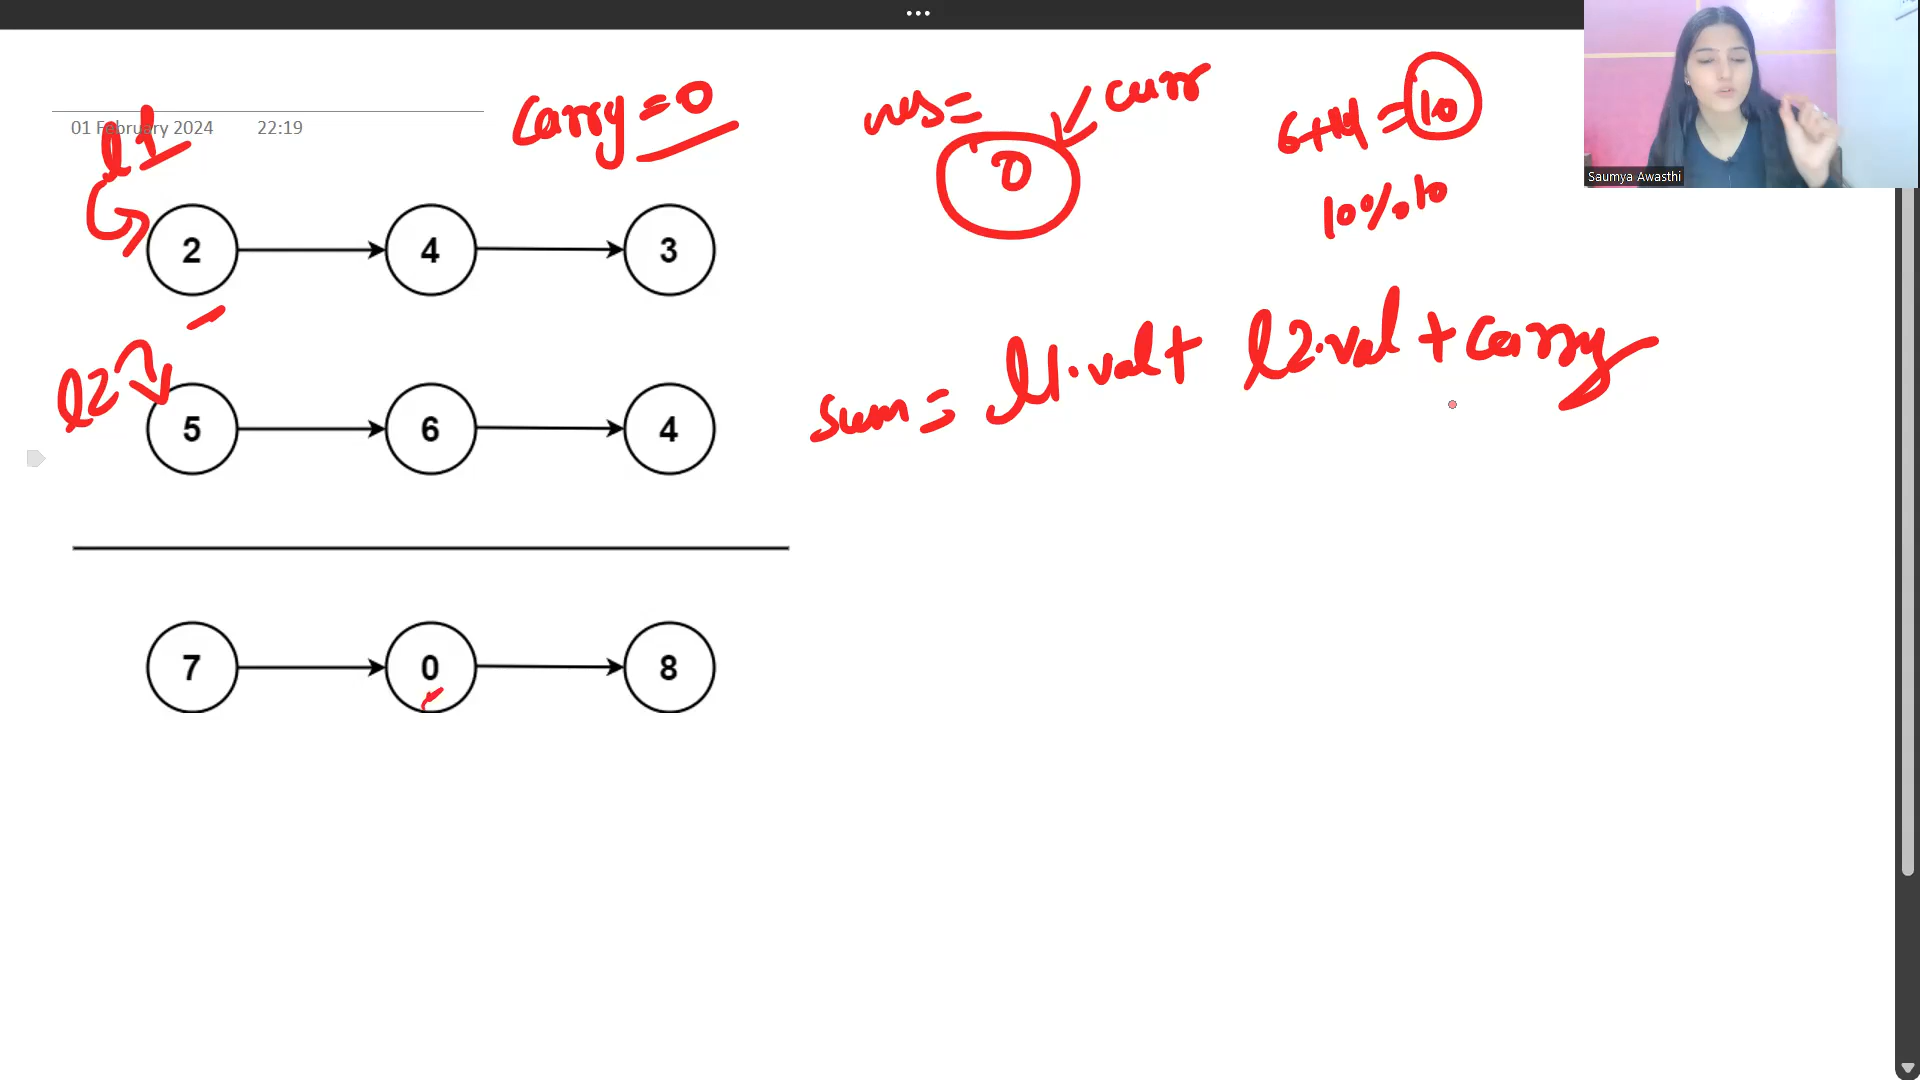 •••
01 February 2024 22:19
l1
carry = 0
res =
0
curr
6+4 = 10
10%10
Saumya Awasthi
2 4 3
l2
5 6 4
sum = l1.val + l2.val + carry
7 0 8